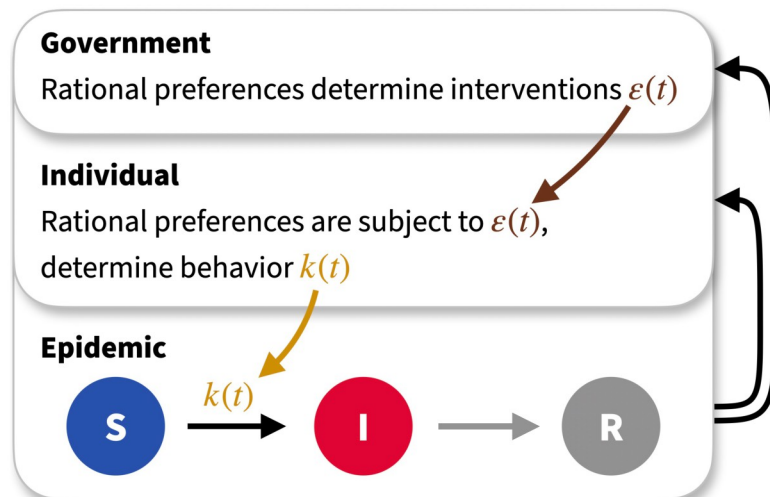 Government
Rational preferences determine interventions ε(t)
Individual
Rational preferences are subject to ε(t),
determine behavior k(t)
Epidemic
k(t)
S I R